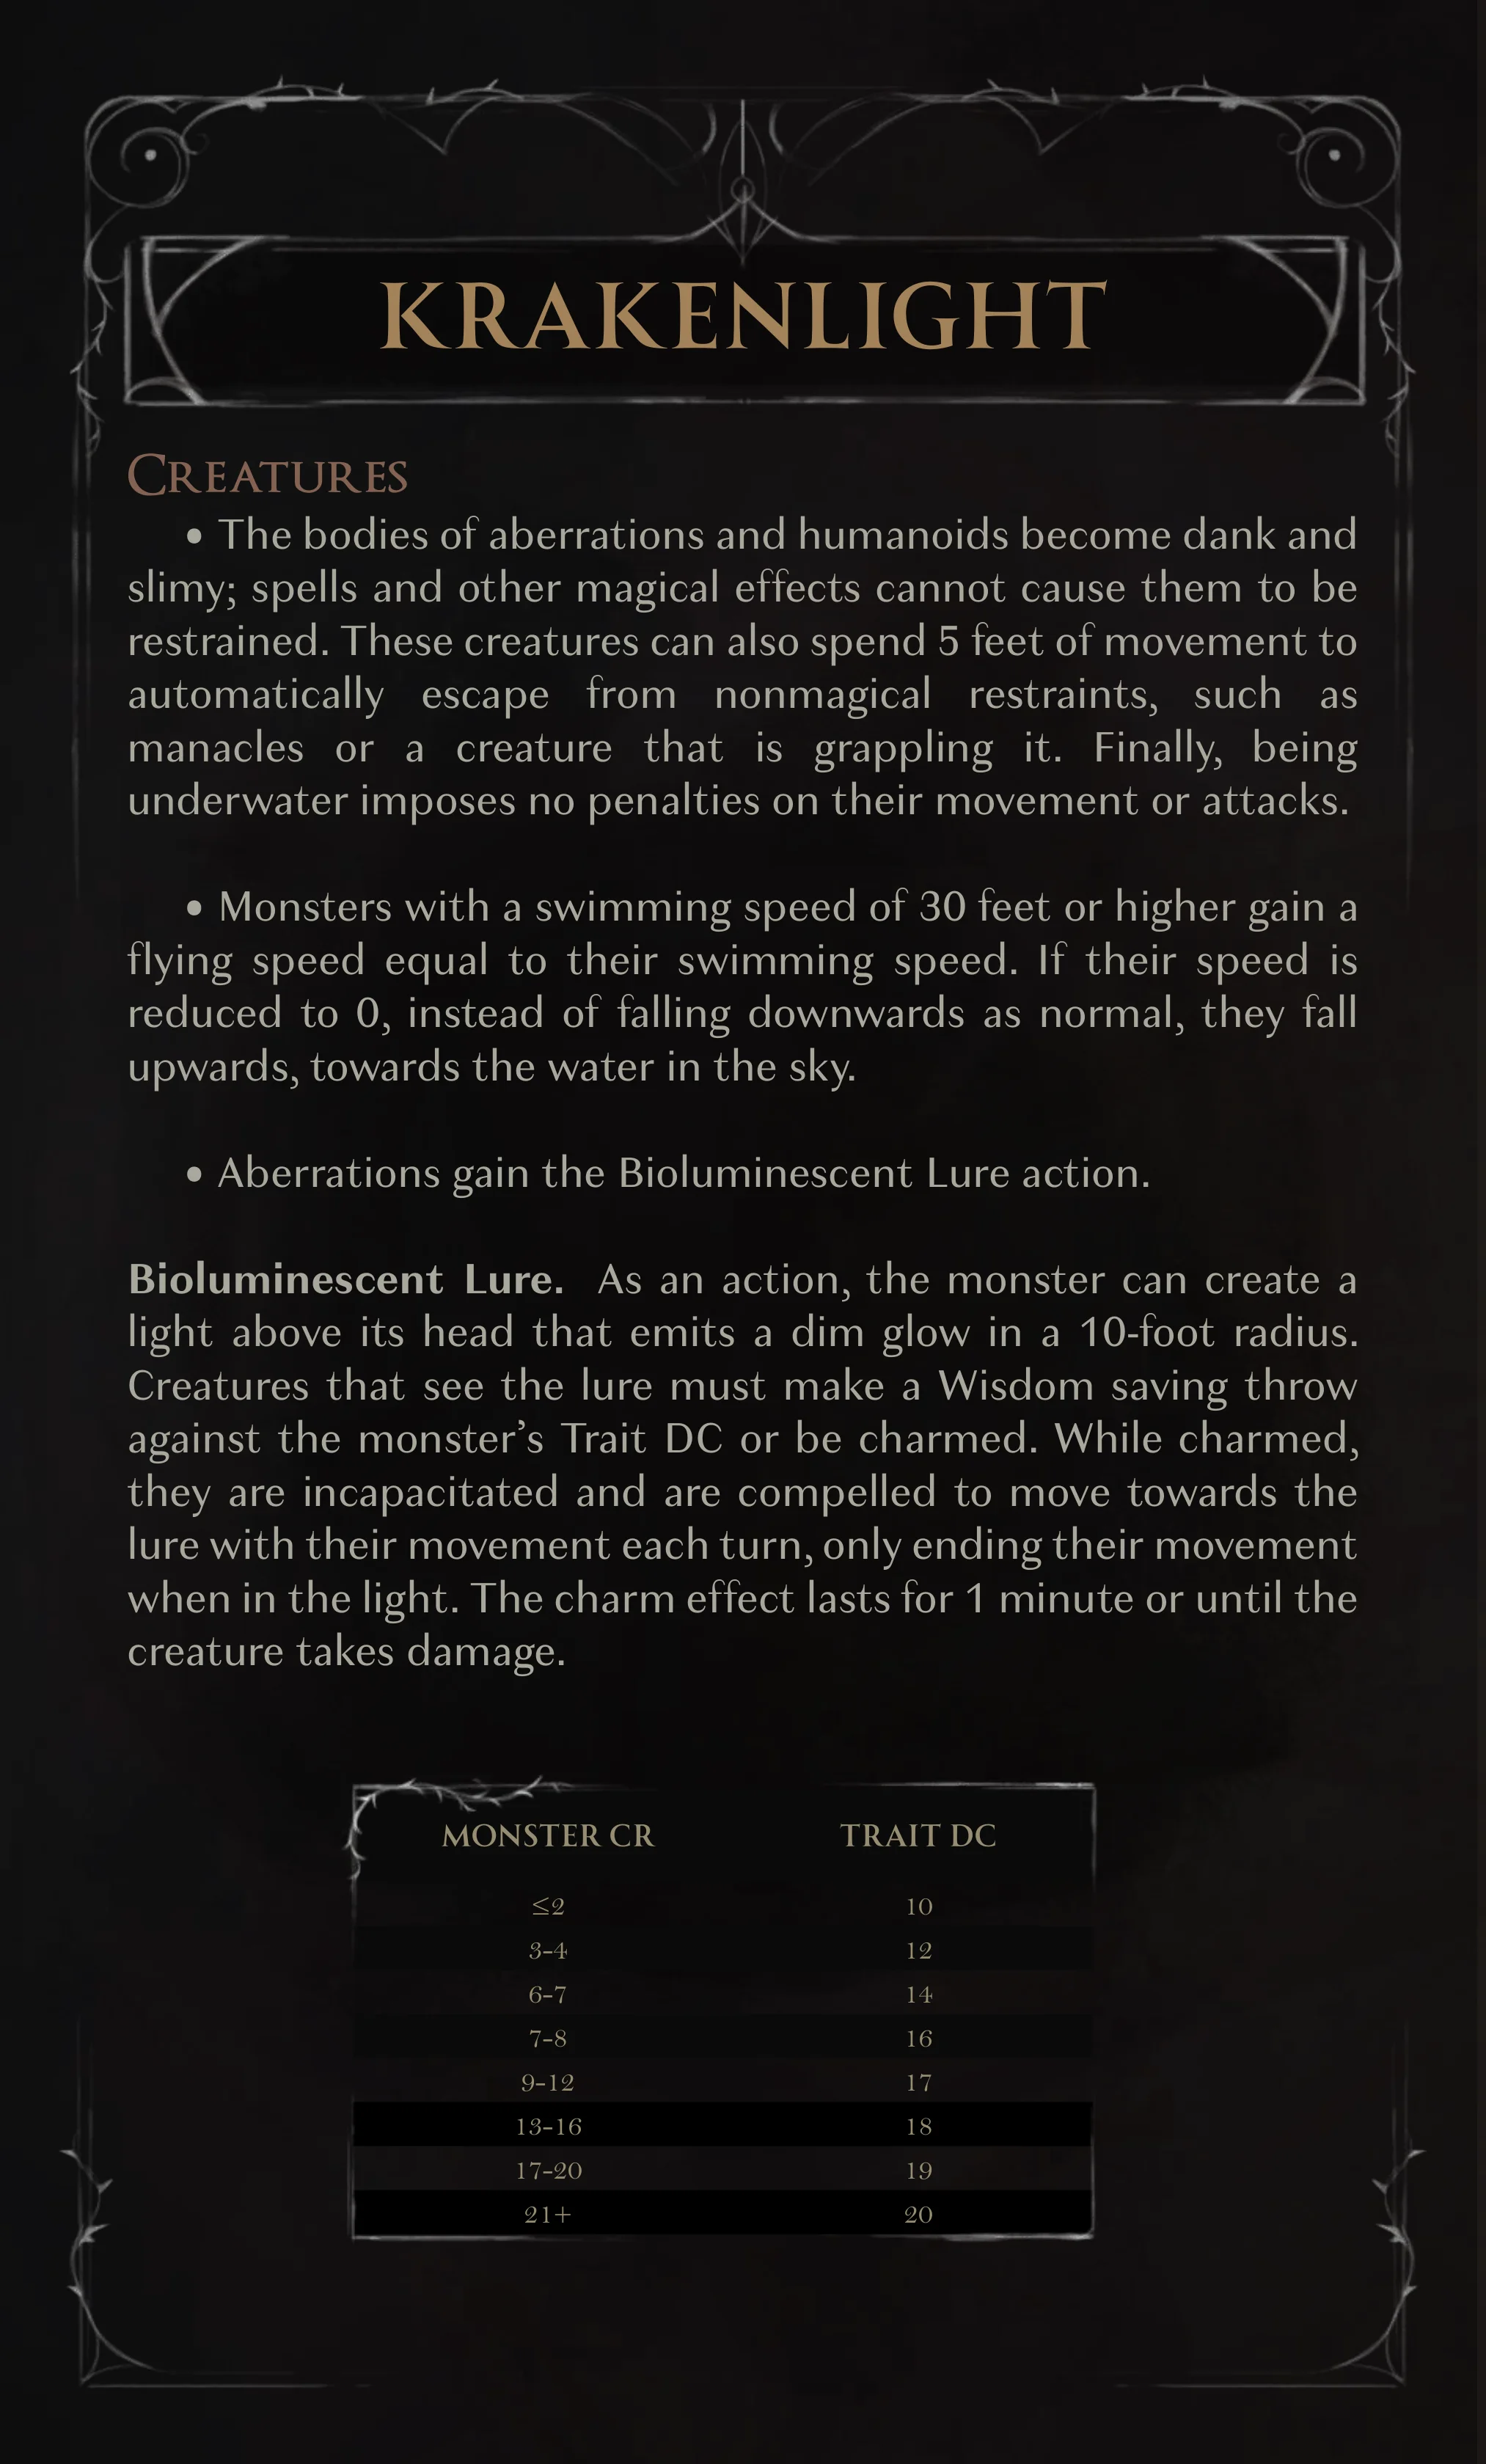 KRAKENLIGHT
CREATURES
• The bodies of aberrations and humanoids become dank and
slimy; spells and other magical effects cannot cause them to be
restrained. These creatures can also spend 5 feet of movement to
automatically escape from nonmagical restraints, such as
manacles or a creature that is grappling it. Finally, being
underwater imposes no penalties on their movement or attacks.
• Monsters with a swimming speed of 30 feet or higher gain a
flying speed equal to their swimming speed. If their speed is
reduced to 0, instead of falling downwards as normal, they fall
upwards, towards the water in the sky.
• Aberrations gain the Bioluminescent Lure action.
Bioluminescent Lure. As an action, the monster can create a
light above its head that emits a dim glow in a 10-foot radius.
Creatures that see the lure must make a Wisdom saving throw
against the monster’s Trait DC or be charmed. While charmed,
they are incapacitated and are compelled to move towards the
lure with their movement each turn, only ending their movement
when in the light. The charm effect lasts for 1 minute or until the
creature takes damage.
MONSTER CR TRAIT DC
≤2 10
3-4 12
6-7 14
7-8 16
9-12 17
13-16 18
17-20 19
21+ 20